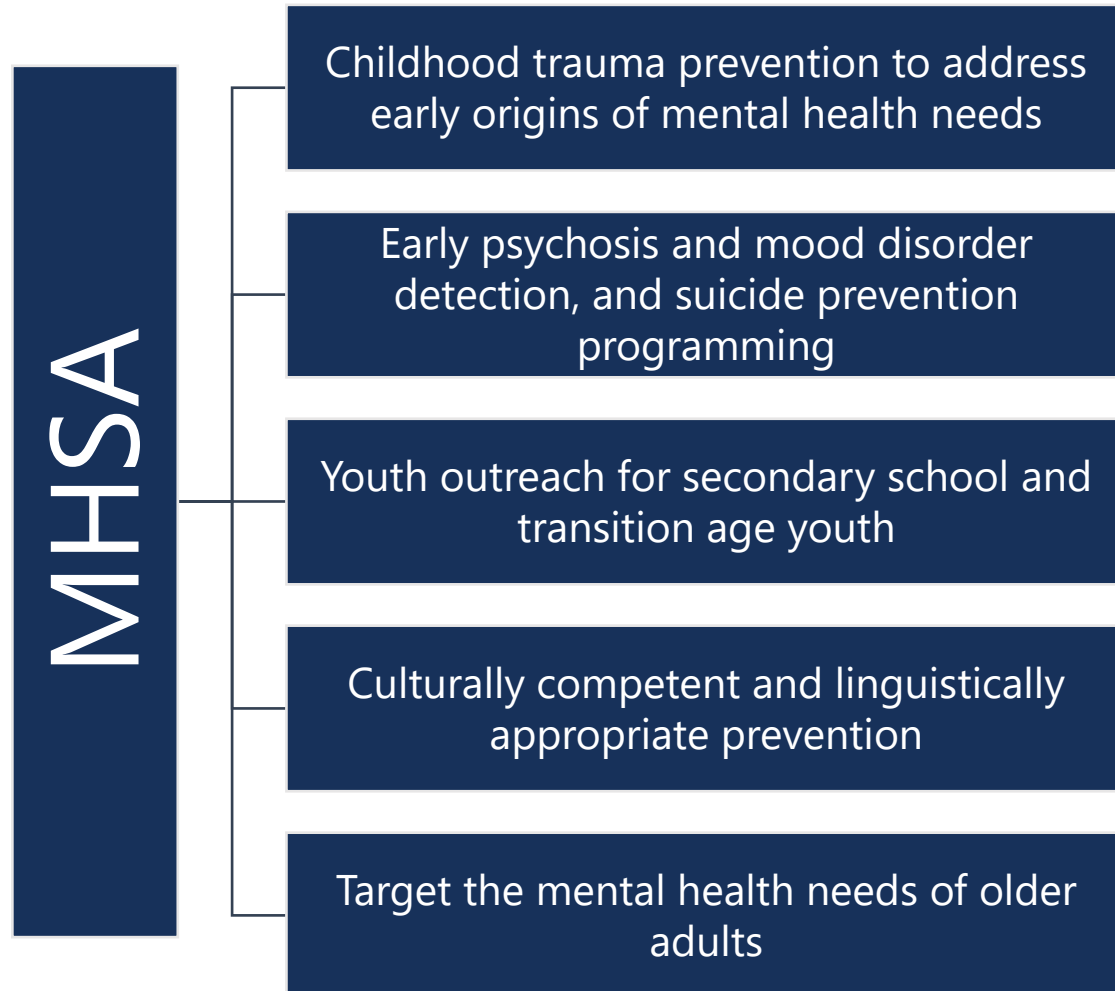 MHSA
Childhood trauma prevention to address
early origins of mental health needs
Early psychosis and mood disorder
detection, and suicide prevention
programming
Youth outreach for secondary school and
transition age youth
Culturally competent and linguistically
appropriate prevention
Target the mental health needs of older
adults